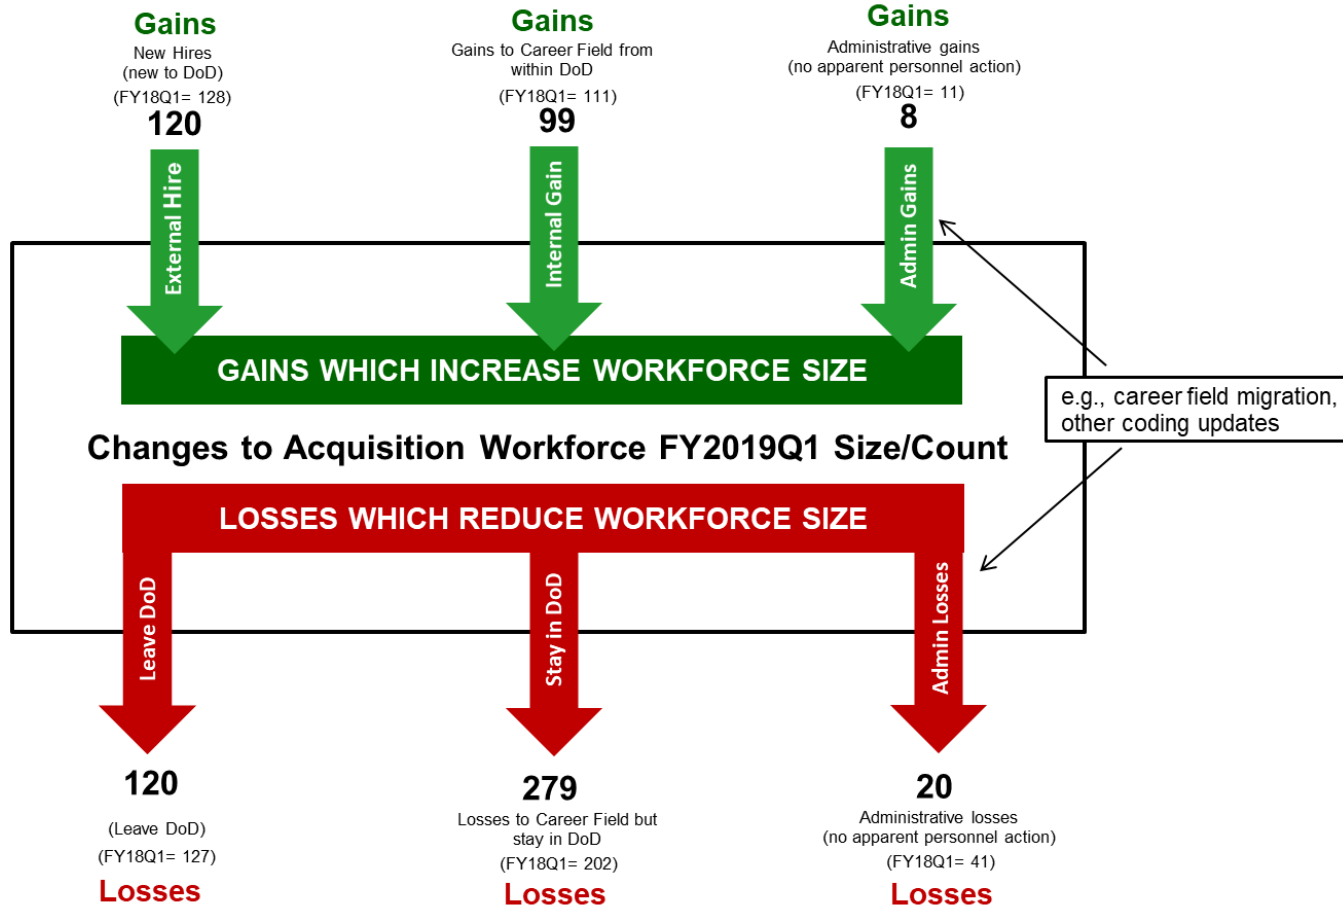 Gains
New Hires
(new to DoD)
(FY18Q1= 128)
120
Gains
Gains to Career Field from
within DoD
(FY18Q1= 111)
99
Gains
Administrative gains
(no apparent personnel action)
(FY18Q1= 11)
8
External Hire
Internal Gain
Admin Gains
GAINS WHICH INCREASE WORKFORCE SIZE
e.g., career field migration,
other coding updates
Changes to Acquisition Workforce FY2019Q1 Size/Count
LOSSES WHICH REDUCE WORKFORCE SIZE
Leave DoD
Stay in DoD
Admin Losses
120
(Leave DoD)
(FY18Q1= 127)
Losses
279
Losses to Career Field but
stay in DoD
(FY18Q1= 202)
Losses
20
Administrative losses
(no apparent personnel action)
(FY18Q1= 41)
Losses